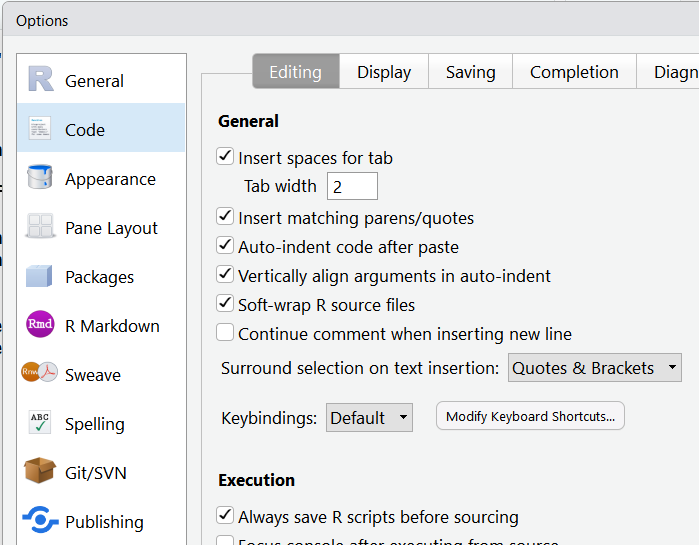 Options
General
Code
Appearance
Pane Layout
Packages
Rmd R Markdown
Rnw Sweave
ABC Spelling
Git/SVN
Publishing
Editing Display Saving Completion Diagn
General
Insert spaces for tab
Tab width 2
Insert matching parens/quotes
Auto-indent code after paste
Vertically align arguments in auto-indent
Soft-wrap R source files
Continue comment when inserting new line
Surround selection on text insertion: Quotes & Brackets
Keybindings: Default Modify Keyboard Shortcuts...
Execution
Always save R scripts before sourcing
Focus console after executing from source